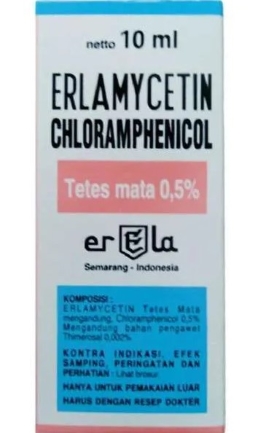 netto 10 ml
ERLAMYCETIN
CHLORAMPHENICOL
Tetes mata 0,5%
erEla
Semarang - Indonesia
KOMPOSISI :
ERLAMYCETIN Tetes Mata
mengandung, Chloramphenicol 0,5%
Mengandung bahan pengawet
Thimerosal 0,002%
KONTRA INDIKASI, EFEK
SAMPING, PERINGATAN DAN
PERHATIAN : Lihat brosur
HANYA UNTUK PEMAKAIAN LUAR
HARUS DENGAN RESEP DOKTER